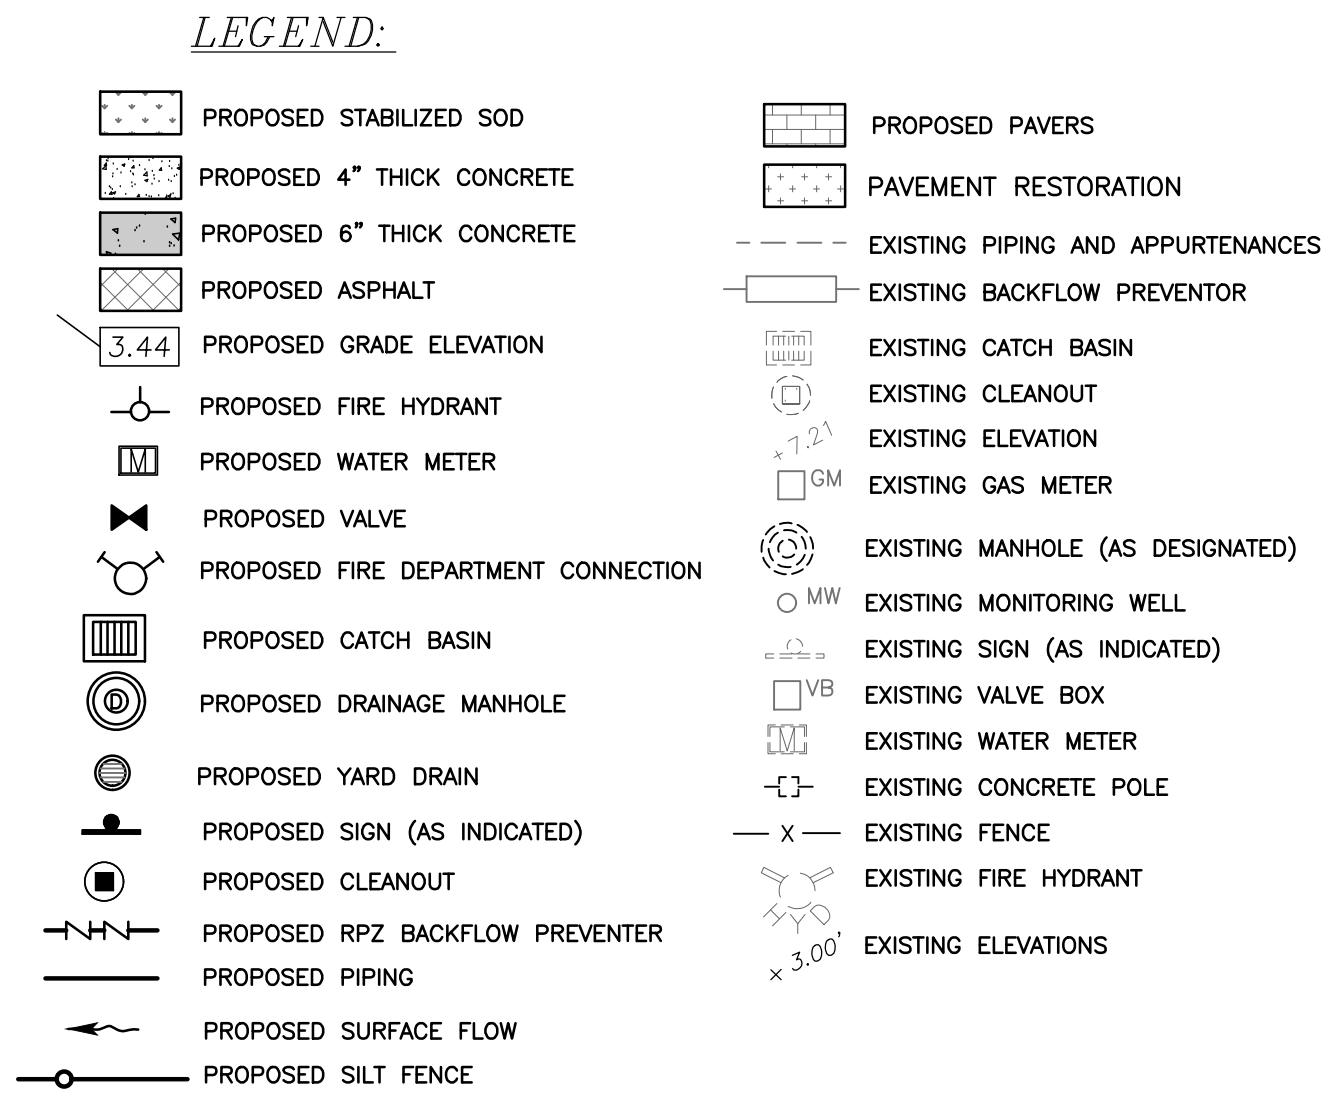 LEGEND:
PROPOSED STABILIZED SOD
PROPOSED 4” THICK CONCRETE
PROPOSED 6” THICK CONCRETE
PROPOSED ASPHALT
3.44 PROPOSED GRADE ELEVATION
PROPOSED FIRE HYDRANT
M PROPOSED WATER METER
PROPOSED VALVE
PROPOSED FIRE DEPARTMENT CONNECTION
PROPOSED CATCH BASIN
D PROPOSED DRAINAGE MANHOLE
PROPOSED YARD DRAIN
PROPOSED SIGN (AS INDICATED)
PROPOSED CLEANOUT
PROPOSED RPZ BACKFLOW PREVENTER
PROPOSED PIPING
PROPOSED SURFACE FLOW
PROPOSED SILT FENCE
PROPOSED PAVERS
PAVEMENT RESTORATION
EXISTING PIPING AND APPURTENANCES
EXISTING BACKFLOW PREVENTOR
EXISTING CATCH BASIN
EXISTING CLEANOUT
+ 7.21 EXISTING ELEVATION
GM EXISTING GAS METER
EXISTING MANHOLE (AS DESIGNATED)
MW EXISTING MONITORING WELL
EXISTING SIGN (AS INDICATED)
VB EXISTING VALVE BOX
M EXISTING WATER METER
EXISTING CONCRETE POLE
X EXISTING FENCE
HYD EXISTING FIRE HYDRANT
× 3.00' EXISTING ELEVATIONS